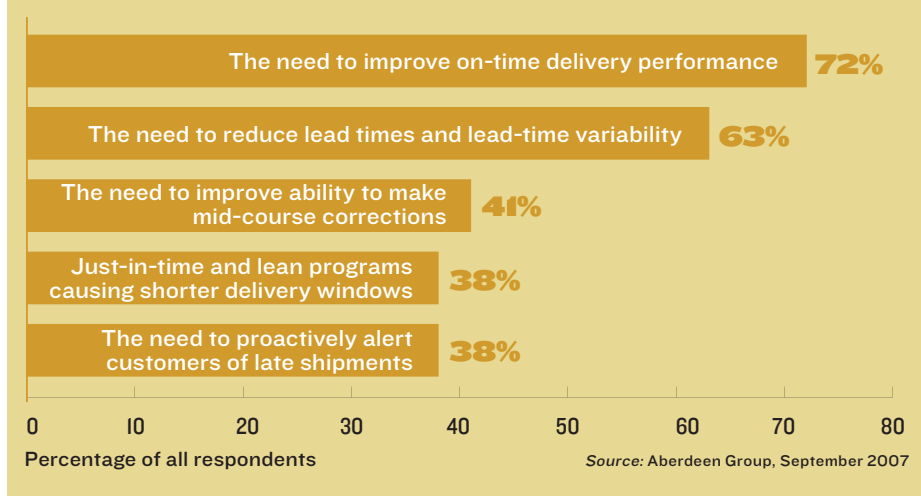 The need to improve on-time delivery performance 72%
The need to reduce lead times and lead-time variability 63%
The need to improve ability to make
mid-course corrections 41%
Just-in-time and lean programs
causing shorter delivery windows 38%
The need to proactively alert
customers of late shipments 38%
0 10 20 30 40 50 60 70 80
Percentage of all respondents
Source: Aberdeen Group, September 2007